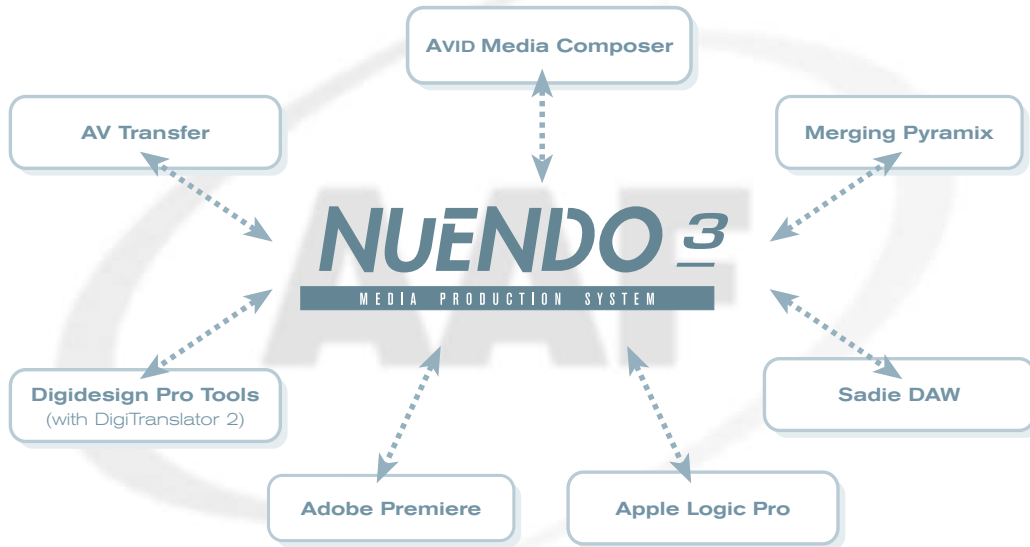 AVID Media Composer
AV Transfer
Merging Pyramix
AAF
NUENDO 3
MEDIA PRODUCTION SYSTEM
Digidesign Pro Tools
(with DigiTranslator 2)
Sadie DAW
Adobe Premiere
Apple Logic Pro